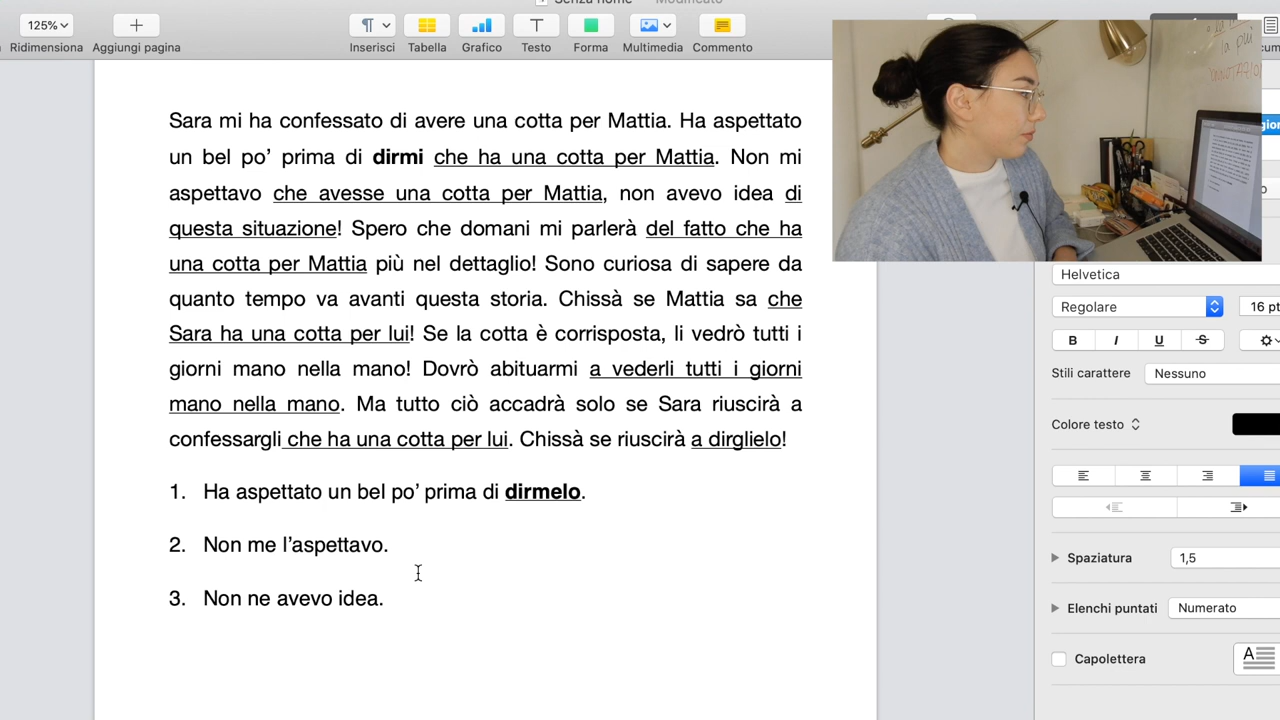 Senza nome
Modificato
125%
Ridimensiona
Aggiungi pagina
Inserisci
Tabella
Grafico
Testo
Forma
Multimedia
Commento
Sara mi ha confessato di avere una cotta per Mattia. Ha aspettato
un bel po’ prima di dirmi che ha una cotta per Mattia. Non mi
aspettavo che avesse una cotta per Mattia, non avevo idea di
questa situazione! Spero che domani mi parlerà del fatto che ha
una cotta per Mattia più nel dettaglio! Sono curiosa di sapere da
quanto tempo va avanti questa storia. Chissà se Mattia sa che
Sara ha una cotta per lui! Se la cotta è corrisposta, li vedrò tutti i
giorni mano nella mano! Dovrò abituarmi a vederli tutti i giorni
mano nella mano. Ma tutto ciò accadrà solo se Sara riuscirà a
confessargli che ha una cotta per lui. Chissà se riuscirà a dirglielo!
1. Ha aspettato un bel po’ prima di dirmelo.
2. Non me l’aspettavo.
3. Non ne avevo idea.
la più
Helvetica
Regolare
16 pt
B I U S
Stili carattere
Nessuno
Colore testo
Spaziatura
1,5
Elenchi puntati
Numerato
Capolettera
A